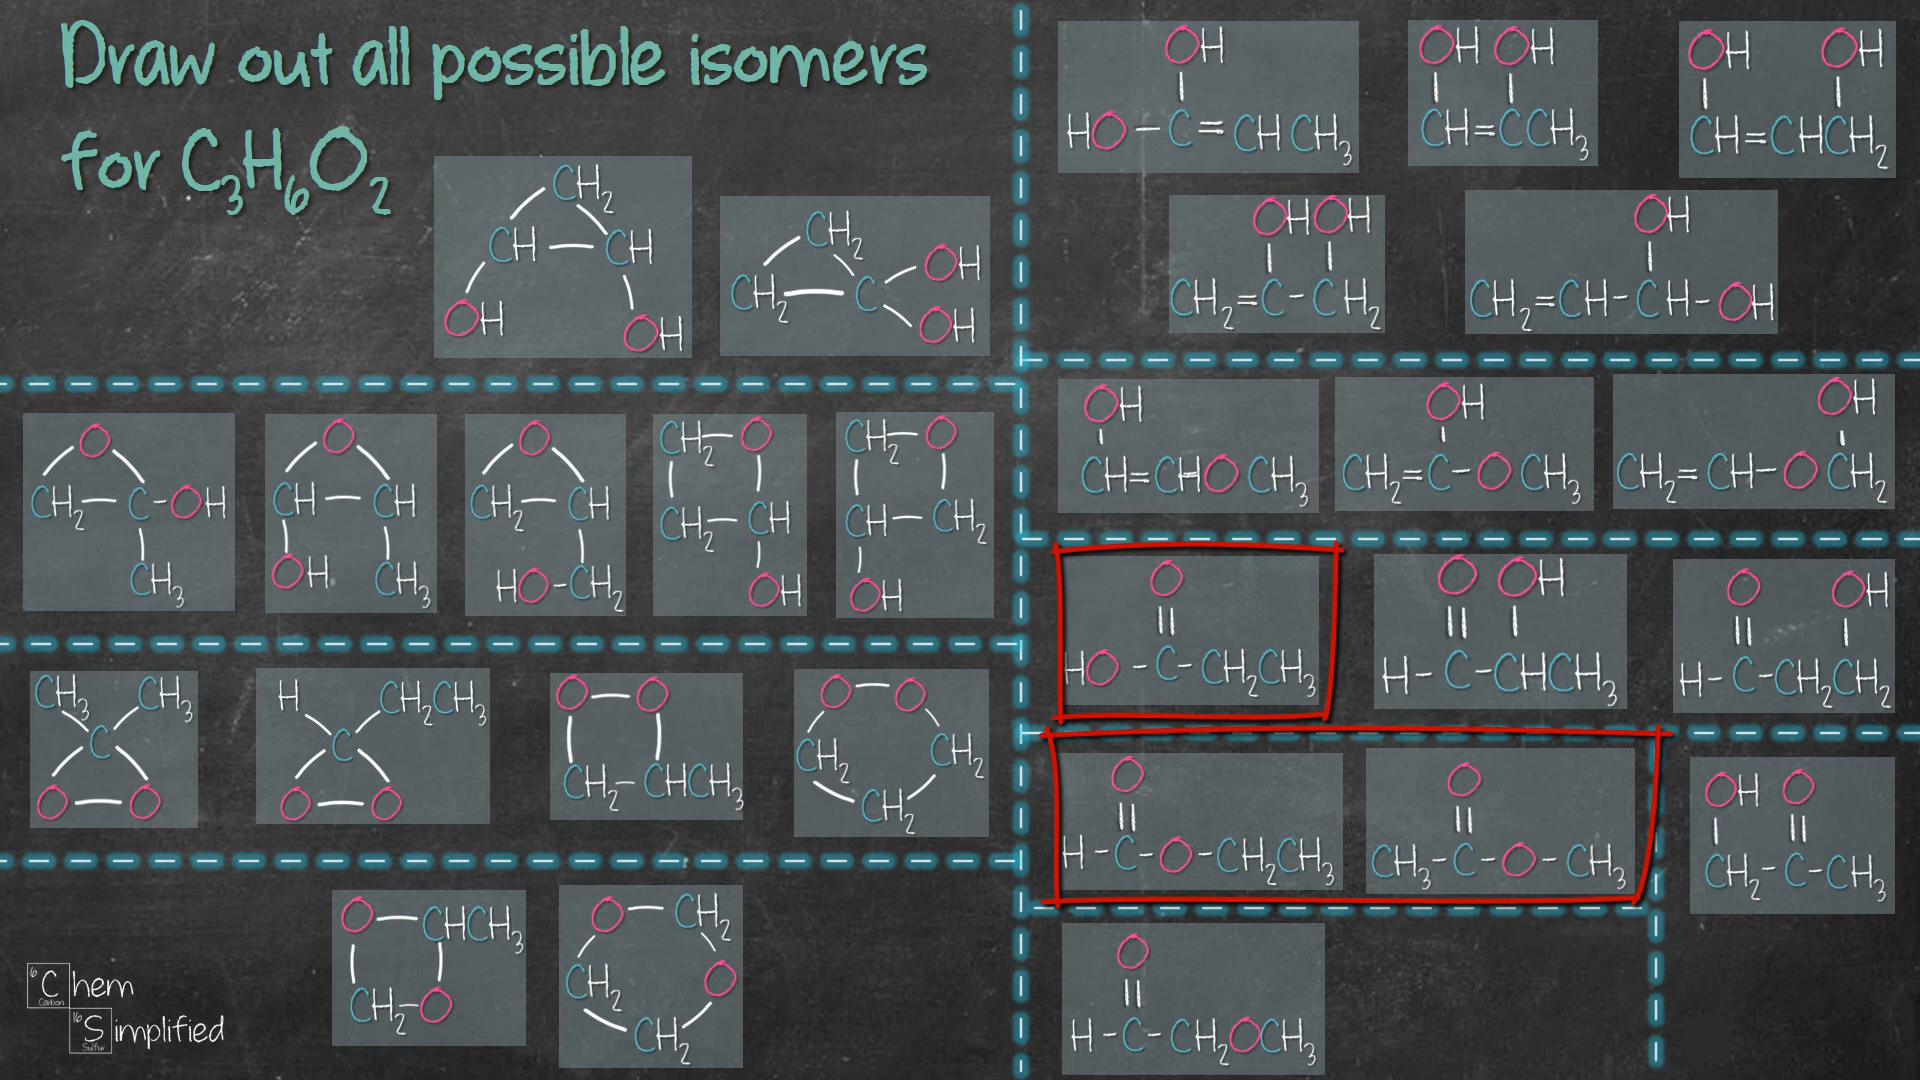 Draw out all possible isomers
for C₃H₆O₂
CH₂
CH — CH
OH OH
CH₂
CH₂ — C
OH
OH
OH
HO – C = CH CH₃
OH OH
CH=CCH₃
OH OH
CH=CHCH₂
OH OH
CH₂=C–CH₂
OH
CH₂=CH–CH–OH
O
CH₂ — C–OH
CH₃
O
CH — CH
OH CH₃
O
CH₂ — CH
HO–CH₂
CH₂—O
CH₂—CH
OH
CH₂—O
CH—CH₂
OH
OH
CH=CHO CH₃
OH
CH₂=C–O CH₃
OH
CH₂=CH–O CH₂
O
||
HO – C – CH₂CH₃
O OH
||
H – C – CHCH₃
O OH
||
H – C – CH₂CH₂
CH₃ CH₃
C
O — O
H CH₂CH₃
C
O — O
O — O
CH₂–CHCH₃
O — O
CH₂ CH₂
CH₂
O
||
H – C – O – CH₂CH₃
O
||
CH₃ – C – O – CH₃
OH O
||
CH₂ – C – CH₃
O — CHCH₃
CH₂–O
O — CH₂
CH₂ O
CH₂
O
||
H – C – CH₂OCH₃
6
Chem
Carbon
16
Simplified
Sulfur